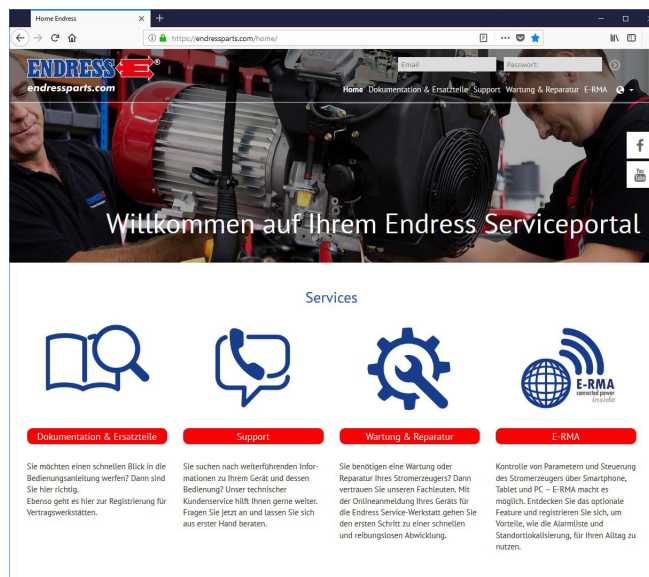 Home Endress
https://endressparts.com/home/
ENDRESS
endressparts.com
Email
Passwort:
Home Dokumentation & Ersatzteile Support Wartung & Reparatur E-RMA
You
Tube
Willkommen auf Ihrem Endress Serviceportal
Services
E-RMA
connected power
inside
Dokumentation & Ersatzteile
Support
Wartung & Reparatur
E-RMA
Sie möchten einen schnellen Blick in die
Bedienungsanleitung werfen? Dann sind
Sie hier richtig.
Ebenso geht es hier zur Registrierung für
Vertragswerkstätten.
Sie suchen nach weiterführenden Infor-
mationen zu Ihrem Gerät und dessen
Bedienung? Unser technischer
Kundenservice hilft Ihnen gerne weiter.
Fragen Sie jetzt an und lassen Sie sich
aus erster Hand beraten.
Sie benötigen eine Wartung oder
Reparatur Ihres Stromerzeugers? Dann
vertrauen Sie unseren Fachleuten. Mit
der Onlineanmeldung Ihres Geräts für
die Endress Service-Werkstatt gehen Sie
den ersten Schritt zu einer schnellen
und reibungslosen Abwicklung.
Kontrolle von Parametern und Steuerung
des Stromerzeugers über Smartphone,
Tablet und PC – E-RMA macht es
möglich. Entdecken Sie das optionale
Feature und registrieren Sie sich, um
Vorteile, wie die Alarmliste und
Standortlokalisierung, für Ihren Alltag zu
nutzen.